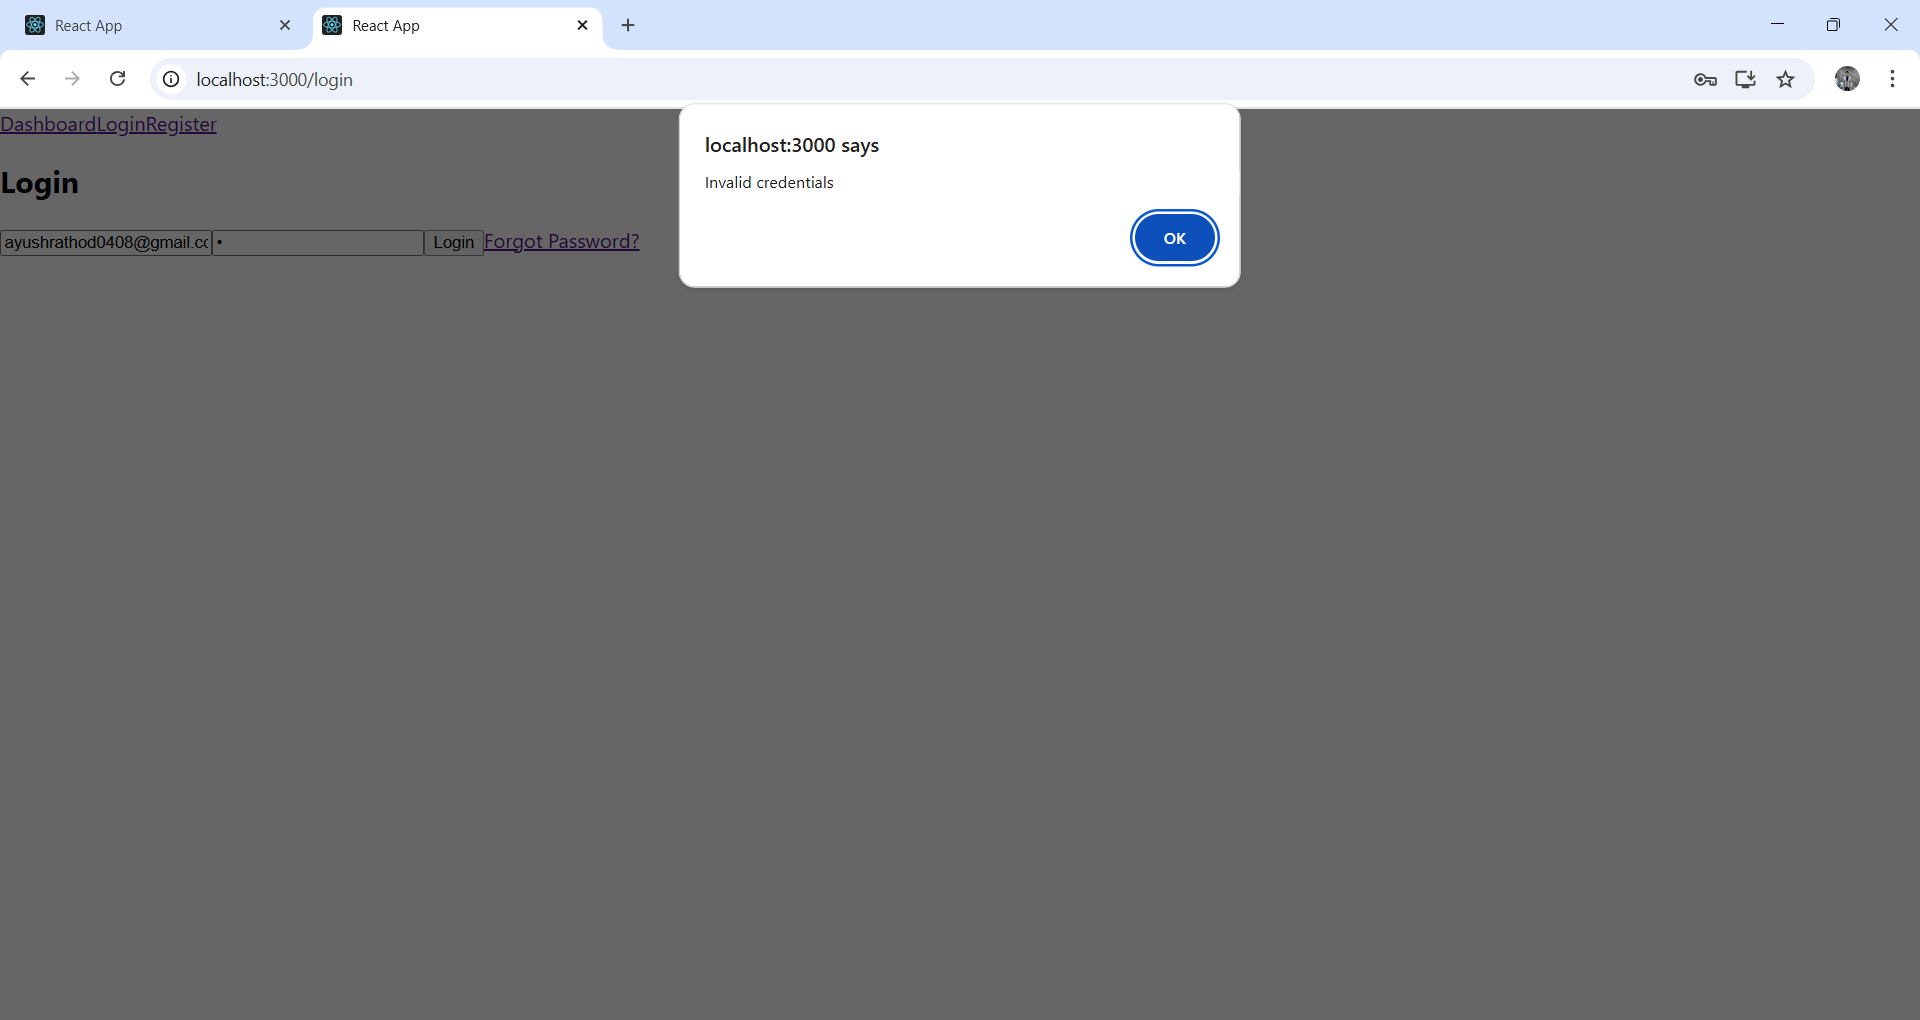 React App
React App
localhost:3000/login
DashboardLoginRegister
localhost:3000 says
Invalid credentials
OK
Login
ayushrathod0408@gmail.cc
Login
Forgot Password?